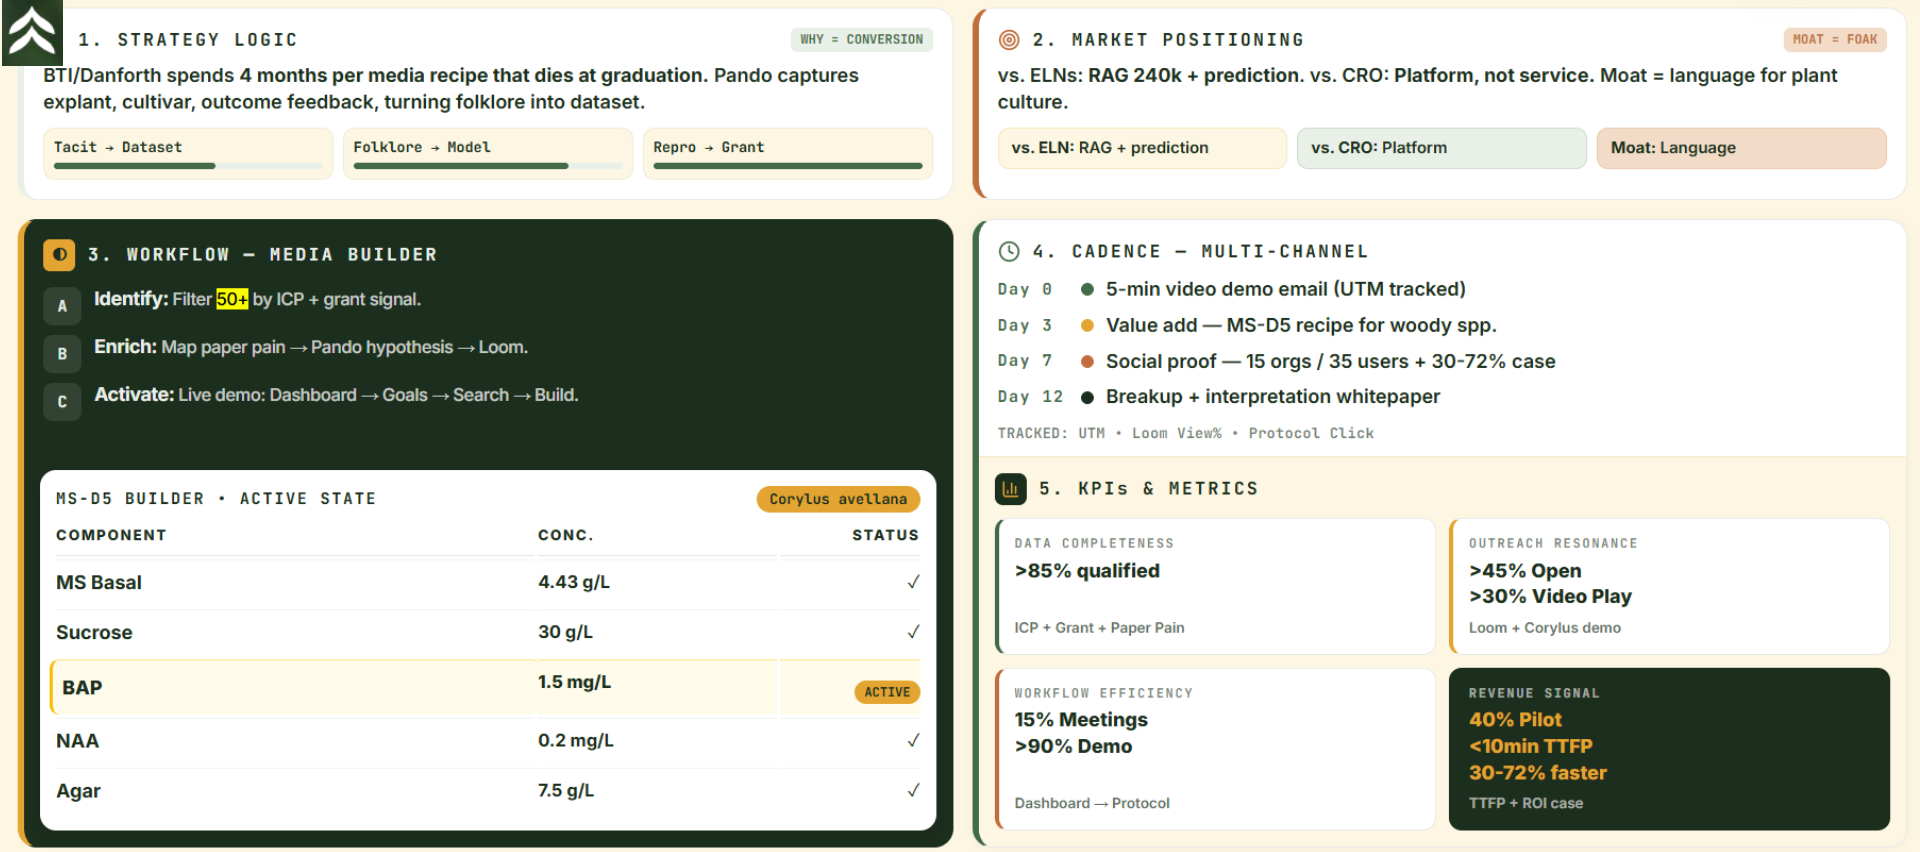 1. STRATEGY LOGIC
WHY = CONVERSION
BTI/Danforth spends 4 months per media recipe that dies at graduation. Pando captures
explant, cultivar, outcome feedback, turning folklore into dataset.
Tacit → Dataset
Folklore → Model
Repro → Grant
2. MARKET POSITIONING
MOAT = FOAK
vs. ELNs: RAG 240k + prediction. vs. CRO: Platform, not service. Moat = language for plant
culture.
vs. ELN: RAG + prediction
vs. CRO: Platform
Moat: Language
3. WORKFLOW — MEDIA BUILDER
A
Identify: Filter 50+ by ICP + grant signal.
B
Enrich: Map paper pain → Pando hypothesis → Loom.
C
Activate: Live demo: Dashboard → Goals → Search → Build.
MS-D5 BUILDER • ACTIVE STATE
Corylus avellana
COMPONENT CONC. STATUS
MS Basal 4.43 g/L ✓
Sucrose 30 g/L ✓
BAP 1.5 mg/L ACTIVE
NAA 0.2 mg/L ✓
Agar 7.5 g/L ✓
4. CADENCE — MULTI-CHANNEL
Day 0 5-min video demo email (UTM tracked)
Day 3 Value add — MS-D5 recipe for woody spp.
Day 7 Social proof — 15 orgs / 35 users + 30-72% case
Day 12 Breakup + interpretation whitepaper
TRACKED: UTM • Loom View% • Protocol Click
5. KPIs & METRICS
DATA COMPLETENESS
>85% qualified
ICP + Grant + Paper Pain
OUTREACH RESONANCE
>45% Open
>30% Video Play
Loom + Corylus demo
WORKFLOW EFFICIENCY
15% Meetings
>90% Demo
Dashboard → Protocol
REVENUE SIGNAL
40% Pilot
<10min TTFP
30-72% faster
TTFP + ROI case